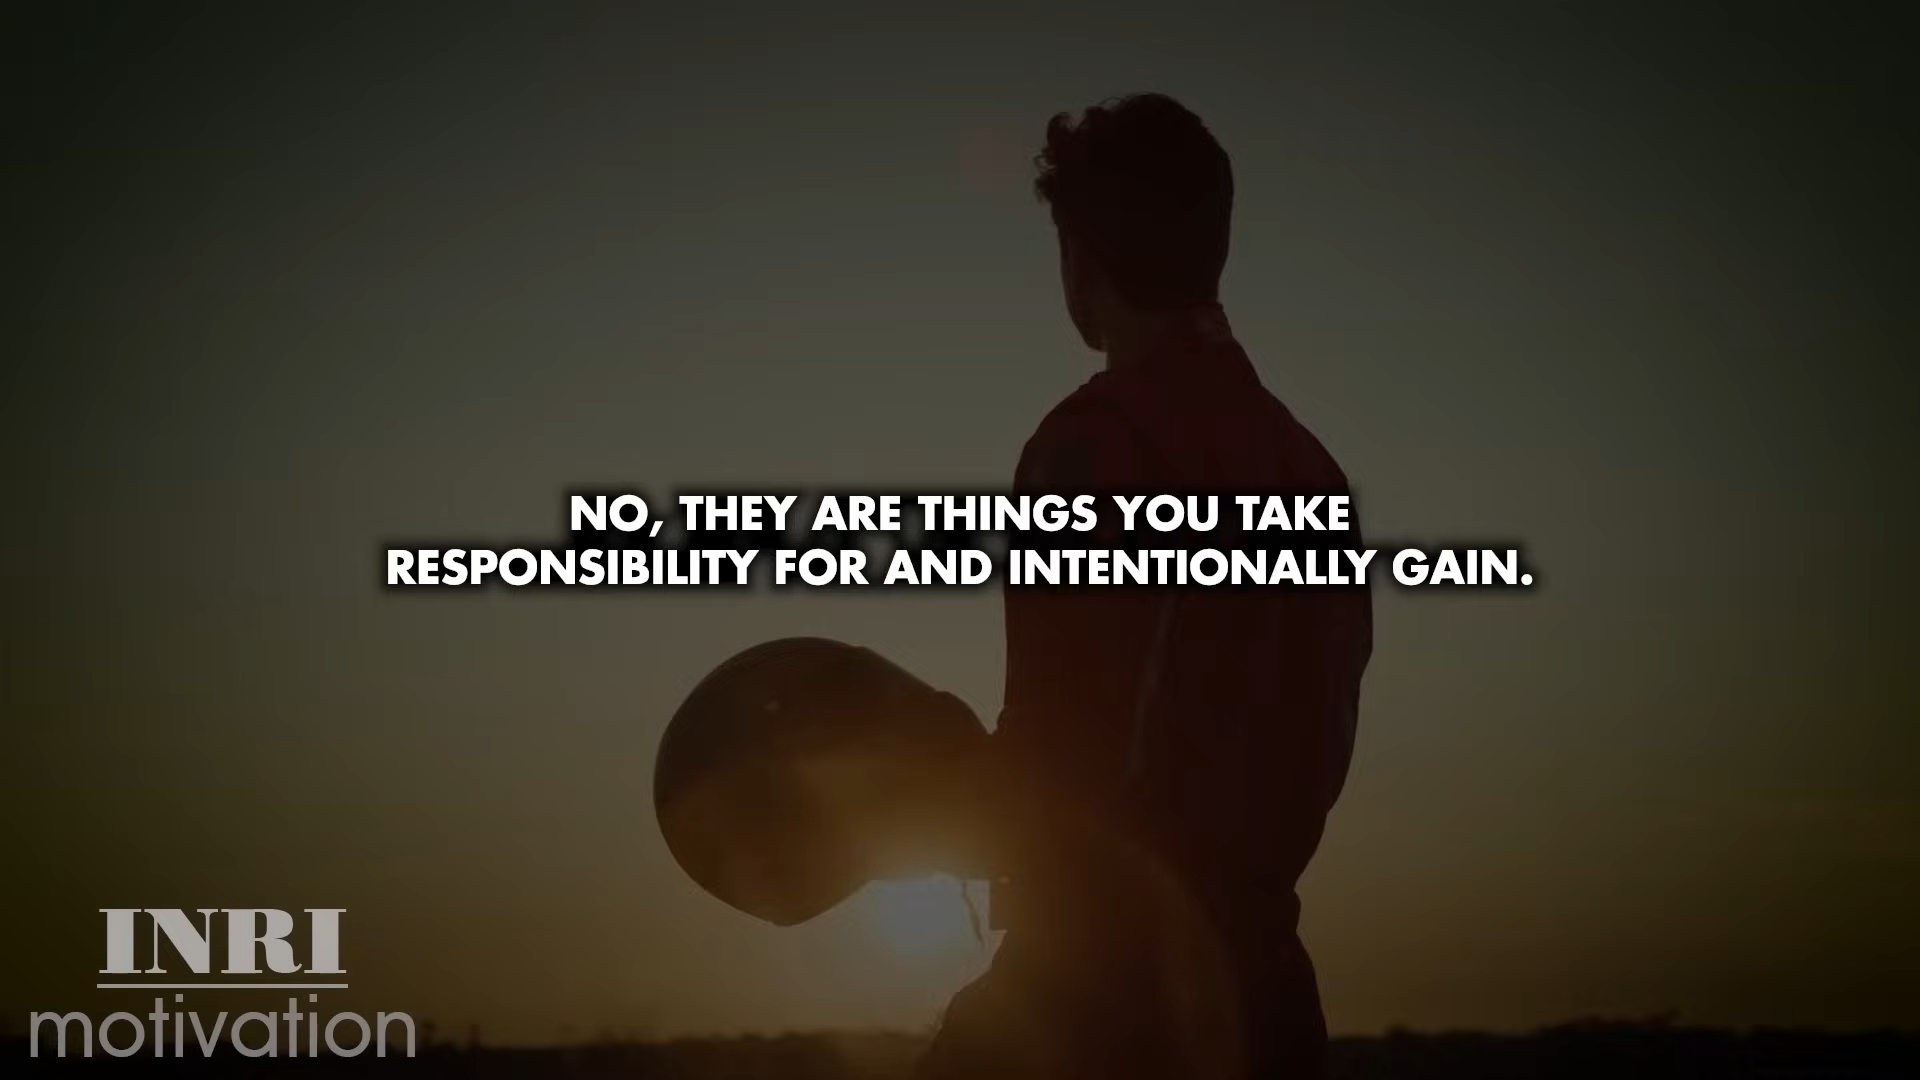 NO, THEY ARE THINGS YOU TAKE
RESPONSIBILITY FOR AND INTENTIONALLY GAIN.
INRI
motivation